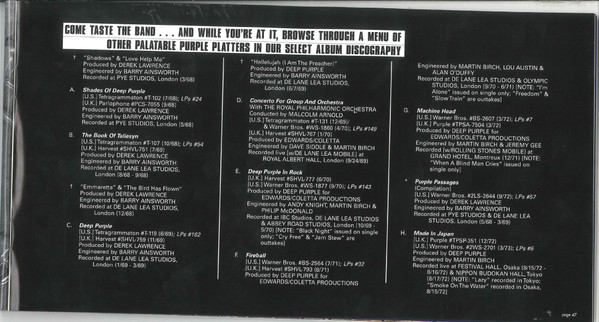 COME TASTE THE BAND . . . AND WHILE YOU'RE AT IT, BROWSE THROUGH A MENU OF
OTHER PALATABLE PURPLE PLATTERS IN OUR SELECT ALBUM DISCOGRAPHY
† "Shadows" & "Love Help Me"
Produced by DEREK LAWRENCE
Engineered by BARRY AINSWORTH
Recorded at PYE STUDIOS, London (3/68)
A. Shades Of Deep Purple
[U.S.] Tetragrammaton #T-102 (7/68); LPs #24
[U.K.] Parlophone #PCS-7055 (9/68)
Produced by DEREK LAWRENCE
Engineered by BARRY AINSWORTH
Recorded at PYE STUDIOS, London (5/68)
B. The Book Of Taliesyn
[U.S.] Tetragrammaton #T-107 (10/68); LPs #54
[U.K.] Harvest #SHVL-751 (7/69)
Produced by DEREK LAWRENCE
Engineered by BARRY AINSWORTH
Recorded at DE LANE LEA STUDIOS,
London (8/68 - 9/68)
† "Emmaretta" & "The Bird Has Flown"
Produced by DEREK LAWRENCE
Engineered by BARRY AINSWORTH
Recorded at DE LANE LEA STUDIOS,
London (12/68)
C. Deep Purple
[U.S.] Tetragrammaton #T-119 (6/69); LPs #162
[U.K.] Harvest #SHVL-759 (11/69)
Produced by DEREK LAWRENCE
Engineered by BARRY AINSWORTH
Recorded at DE LANE LEA STUDIOS,
London (1/69 - 3/69)
† "Hallelujah (I Am The Preacher)"
Produced by DEEP PURPLE
Engineered by BARRY AINSWORTH
Recorded at DE LANE LEA STUDIOS,
London (6/7/69)
D. Concerto For Group And Orchestra
With THE ROYAL PHILHARMONIC ORCHESTRA
Conducted by MALCOLM ARNOLD
[U.S.] Tetragrammaton #T-131 (12/69)/
& Warner Bros. #WS-1860 (4/70); LPs #149
[U.K.] Harvest #SHVL-767 (1/70)
Produced by EDWARDS/COLETTA
Engineered by DAVE SIDDLE & MARTIN BIRCH
Recorded live [w/DE LANE LEA MOBILE] at
ROYAL ALBERT HALL, London (9/24/69)
E. Deep Purple In Rock
[U.K.] Harvest #SHVL-777 (6/70)
[U.S.] Warner Bros. #WS-1877 (9/70); LPs #143
Produced by DEEP PURPLE for
EDWARDS/COLETTA PRODUCTIONS
Engineered by ANDY KNIGHT, MARTIN BIRCH &
PHILIP McDONALD
Recorded at IBC Studios, DE LANE LEA STUDIOS
& ABBEY ROAD STUDIOS, London (10/69 -
5/70) [NOTE: "Black Night" issued on single
only; "Cry Free" & "Jam Stew" are
outtakes]
F. Fireball
[U.S.] Warner Bros. #BS-2564 (7/71); LPs #32
[U.K.] Harvest #SHVL-793 (8/71)
Produced by DEEP PURPLE for
EDWARDS/COLETTA PRODUCTIONS
Engineered by MARTIN BIRCH, LOU AUSTIN &
ALAN O'DUFFY
Recorded at DE LANE LEA STUDIOS & OLYMPIC
STUDIOS, London (9/70 - 6/71) [NOTE: "I'm
Alone" issued on single only; "Freedom" &
"Slow Train" are outtakes]
G. Machine Head
[U.S.] Warner Bros. #BS-2607 (3/72); LPs #7
[U.K.] Purple #TPSA-7504 (3/72)
Produced by DEEP PURPLE for
EDWARDS/COLETTA PRODUCTIONS
Engineered by MARTIN BIRCH & JEREMY GEE
Recorded [w/ROLLING STONES MOBILE] at
GRAND HOTEL, Montreux (12/71) [NOTE:
"When a Blind Man Cries" issued on
single only]
* Purple Passages
(Compilation)
[U.S.] Warner Bros. #2LS-2644 (9/72); LPs #57
Produced by DEREK LAWRENCE
Engineered by BARRY AINSWORTH
Recorded at PYE STUDIOS & DE LANE LEA
STUDIOS, London (5/68 - 3/69)
H. Made In Japan
[U.K.] Purple #TPSP-351 (12/72)
[U.S.] Warner Bros. #2WS-2701 (3/73); LPs #6
Produced by DEEP PURPLE
Engineered by MARTIN BIRCH
Recorded live at FESTIVAL HALL, Osaka [8/15/72 -
8/16/72] & NIPPON BUDOKAN HALL, Tokyo
[8/17/72] [NOTE: "Lazy" recorded in Tokyo;
"Smoke On The Water" recorded in Osaka,
8/15/72]
page 47